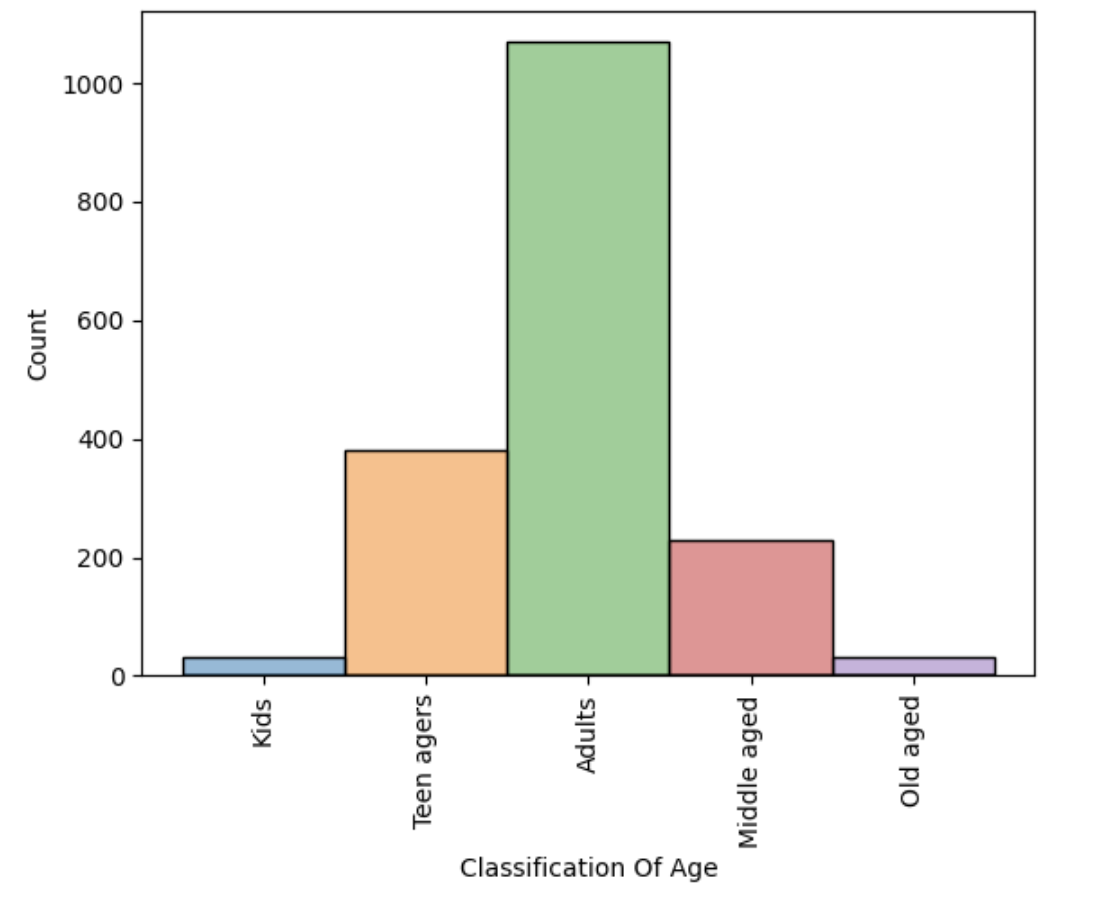 1000
800
600
400
200
0
Count
Kids
Teen agers
Adults
Middle aged
Old aged
Classification Of Age